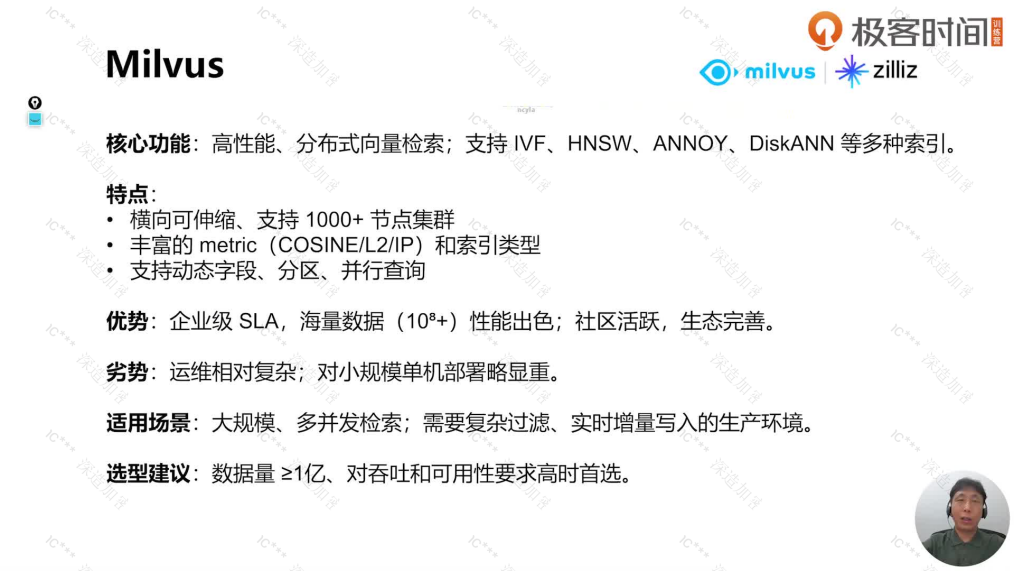 极客时间 训练营
Milvus
milvus | zilliz
核心功能：高性能、分布式向量检索；支持 IVF、HNSW、ANNOY、DiskANN 等多种索引。
特点：
• 横向可伸缩、支持 1000+ 节点集群
• 丰富的 metric（COSINE/L2/IP）和索引类型
• 支持动态字段、分区、并行查询
优势：企业级 SLA，海量数据（10⁸+）性能出色；社区活跃，生态完善。
劣势：运维相对复杂；对小规模单机部署略显重。
适用场景：大规模、多并发检索；需要复杂过滤、实时增量写入的生产环境。
选型建议：数据量 ≥1亿、对吞吐和可用性要求高时首选。